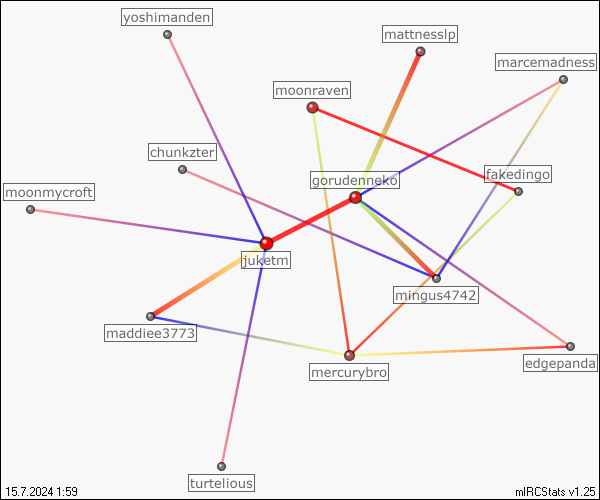 yoshimanden
mattnesslp
marcemadness
moonraven
chunkzter
fakedingo
gorudenneko
moonmycroft
juketm
mingus4742
maddiee3773
edgepanda
mercurybro
turtelious
15.7.2024 1:59
mIRCStats v1.25